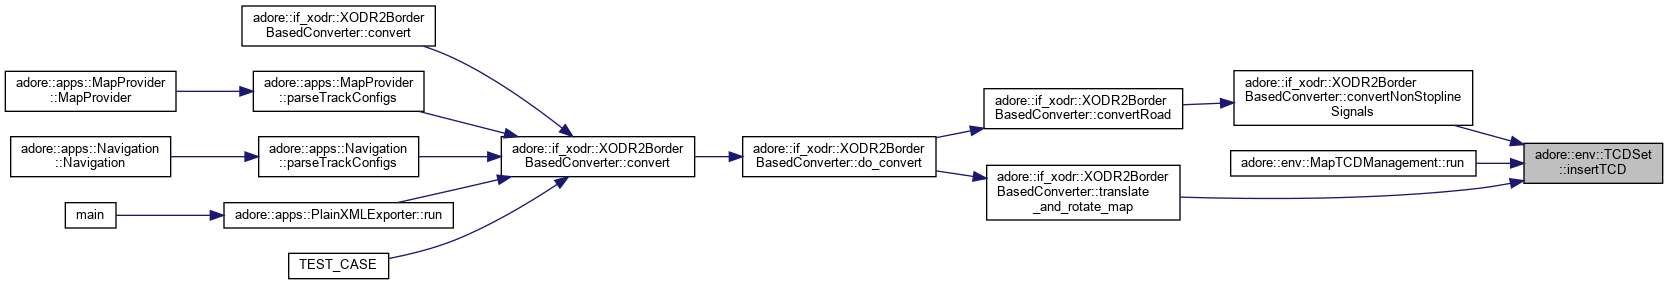 adore::if_xodr::XODR2Border
BasedConverter::convert
adore::apps::MapProvider
::MapProvider
adore::apps::MapProvider
::parseTrackConfigs
adore::apps::Navigation
::Navigation
adore::apps::Navigation
::parseTrackConfigs
main
adore::apps::PlainXMLExporter::run
TEST_CASE
adore::if_xodr::XODR2Border
BasedConverter::convert
adore::if_xodr::XODR2Border
BasedConverter::do_convert
adore::if_xodr::XODR2Border
BasedConverter::convertRoad
adore::if_xodr::XODR2Border
BasedConverter::translate
_and_rotate_map
adore::if_xodr::XODR2Border
BasedConverter::convertNonStopline
Signals
adore::env::MapTCDManagement::run
adore::env::TCDSet
::insertTCD